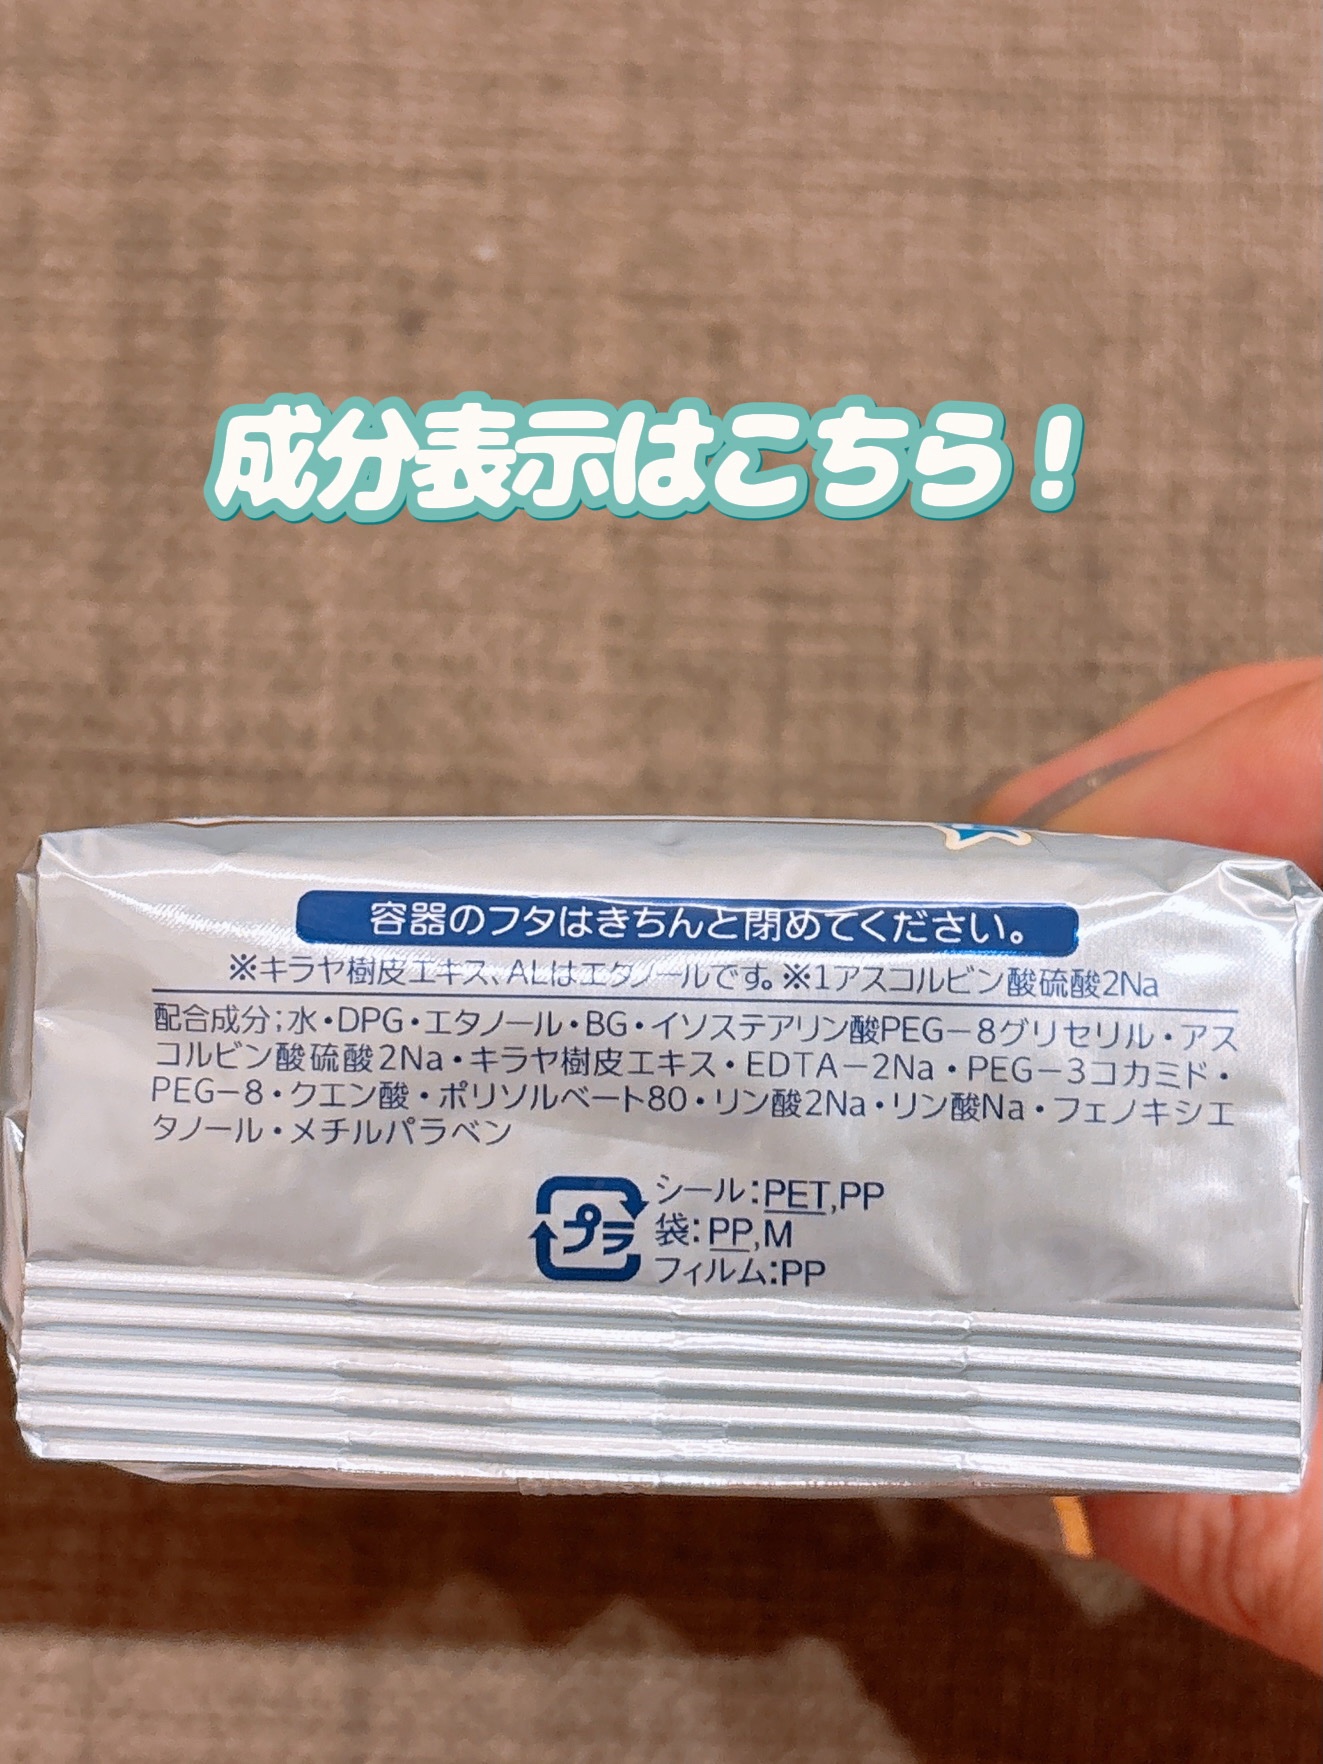 成分表示はこちら！
容器のフタはきちんと閉めてください。
※キラヤ樹皮エキス、ALはエタノールです。※1アスコルビン酸硫酸2Na
配合成分；水・DPG・エタノール・BG・イソステアリン酸PEG－8グリセリル・アス
コルビン酸硫酸2Na・キラヤ樹皮エキス・EDTA－2Na・PEG－3コカミド・
PEG－8・クエン酸・ポリソルベート80・リン酸2Na・リン酸Na・フェノキシエ
タノール・メチルパラベン
プラ
シール：PET,PP
袋：PP,M
フィルム：PP